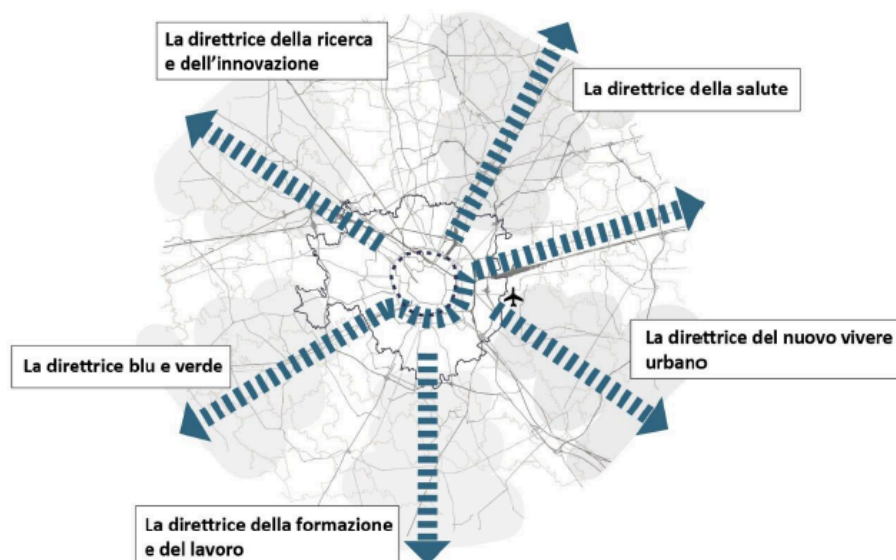 La direttrice della ricerca
e dell'innovazione
La direttrice della salute
La direttrice del nuovo vivere
urbano
La direttrice blu e verde
La direttrice della formazione
e del lavoro